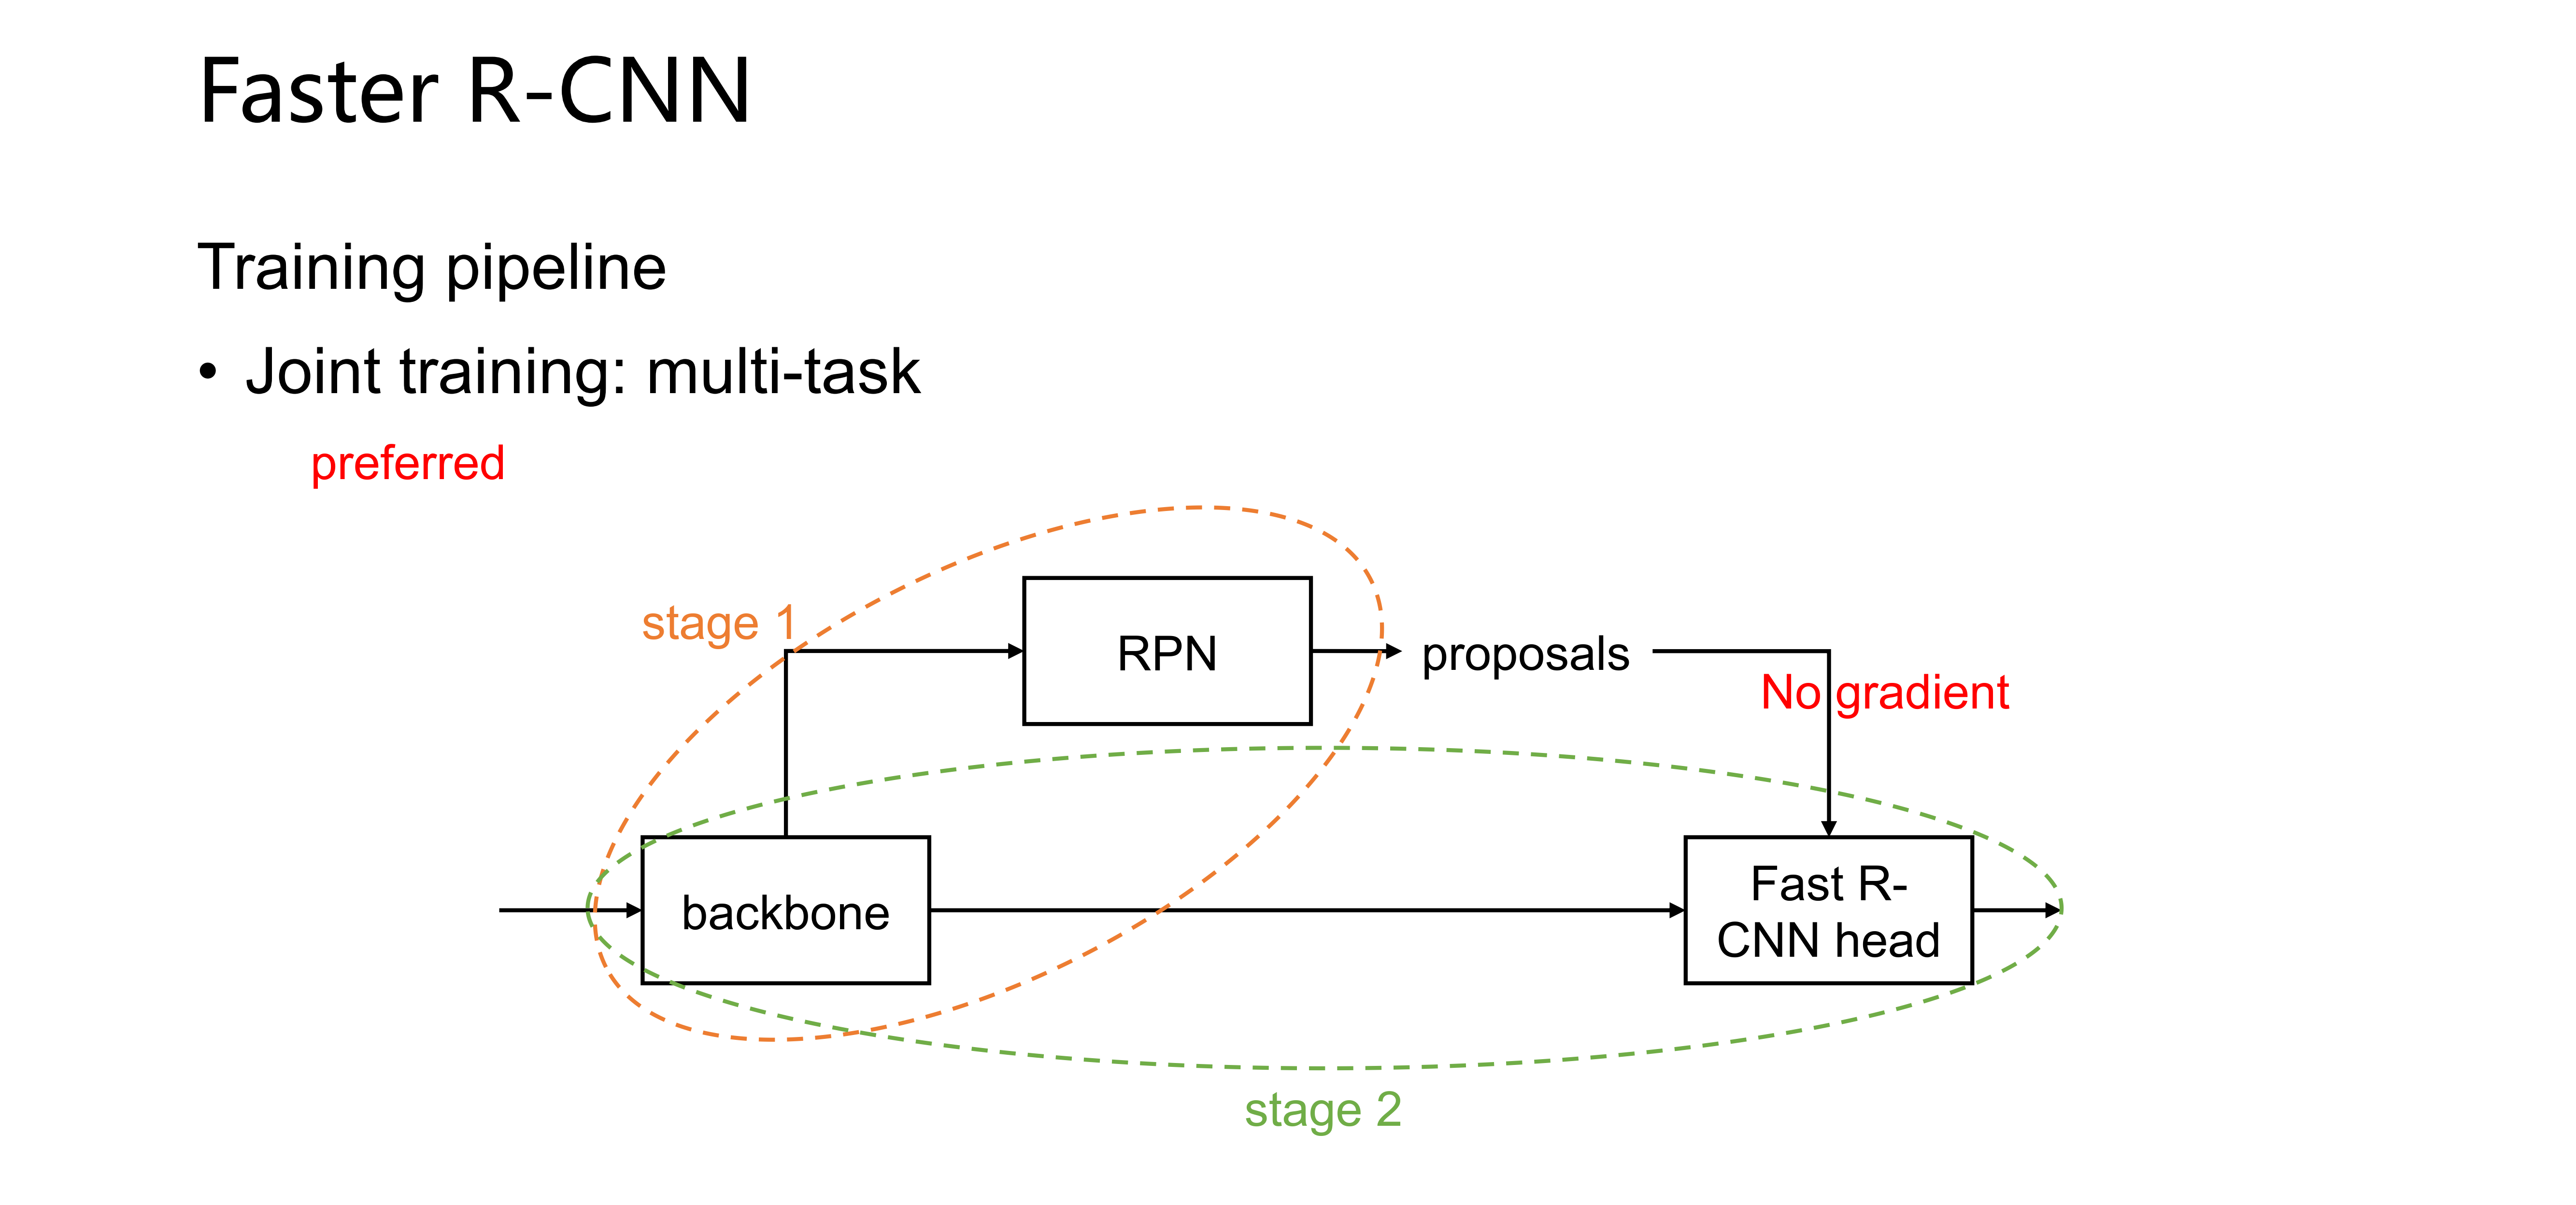 Faster R-CNN
Training pipeline
• Joint training: multi-task
preferred
stage 1
RPN
proposals
No gradient
backbone
Fast R-
CNN head
stage 2